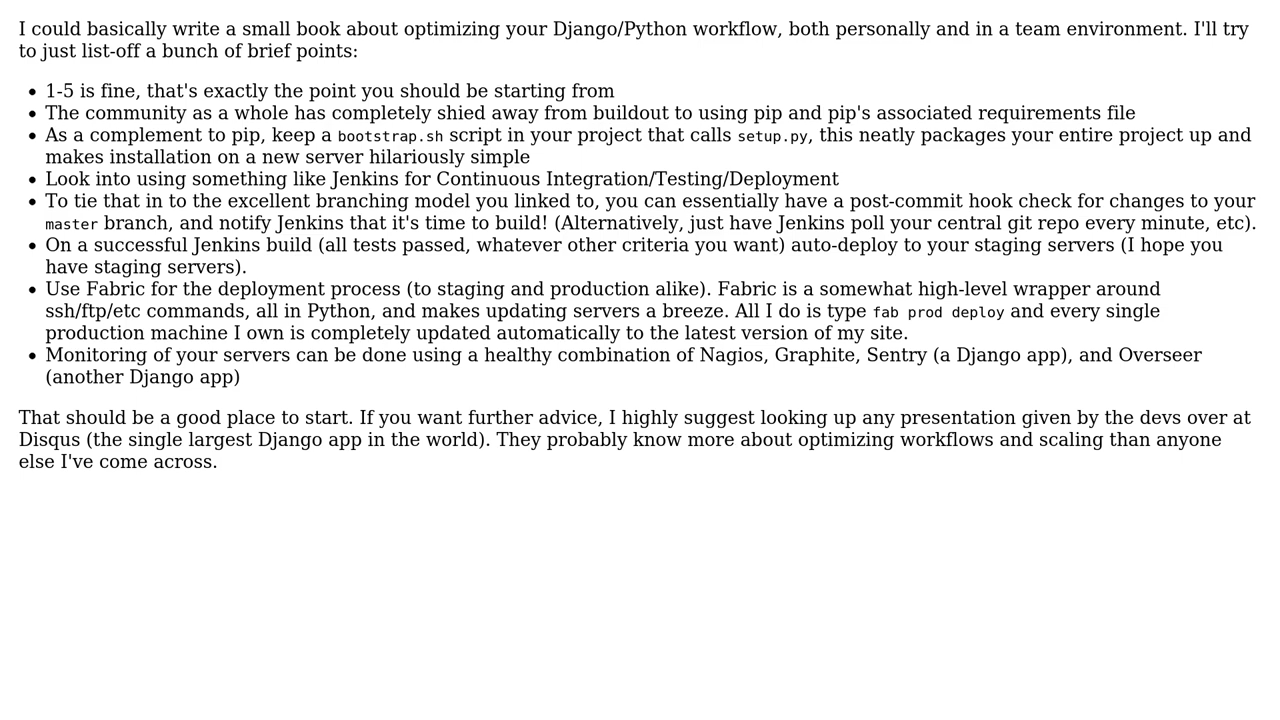 I could basically write a small book about optimizing your Django/Python workflow, both personally and in a team environment. I'll try
to just list-off a bunch of brief points:
• 1-5 is fine, that's exactly the point you should be starting from
• The community as a whole has completely shied away from buildout to using pip and pip's associated requirements file
• As a complement to pip, keep a bootstrap.sh script in your project that calls setup.py, this neatly packages your entire project up and
makes installation on a new server hilariously simple
• Look into using something like Jenkins for Continuous Integration/Testing/Deployment
• To tie that in to the excellent branching model you linked to, you can essentially have a post-commit hook check for changes to your
master branch, and notify Jenkins that it's time to build! (Alternatively, just have Jenkins poll your central git repo every minute, etc).
• On a successful Jenkins build (all tests passed, whatever other criteria you want) auto-deploy to your staging servers (I hope you
have staging servers).
• Use Fabric for the deployment process (to staging and production alike). Fabric is a somewhat high-level wrapper around
ssh/ftp/etc commands, all in Python, and makes updating servers a breeze. All I do is type fab prod deploy and every single
production machine I own is completely updated automatically to the latest version of my site.
• Monitoring of your servers can be done using a healthy combination of Nagios, Graphite, Sentry (a Django app), and Overseer
(another Django app)
That should be a good place to start. If you want further advice, I highly suggest looking up any presentation given by the devs over at
Disqus (the single largest Django app in the world). They probably know more about optimizing workflows and scaling than anyone
else I've come across.